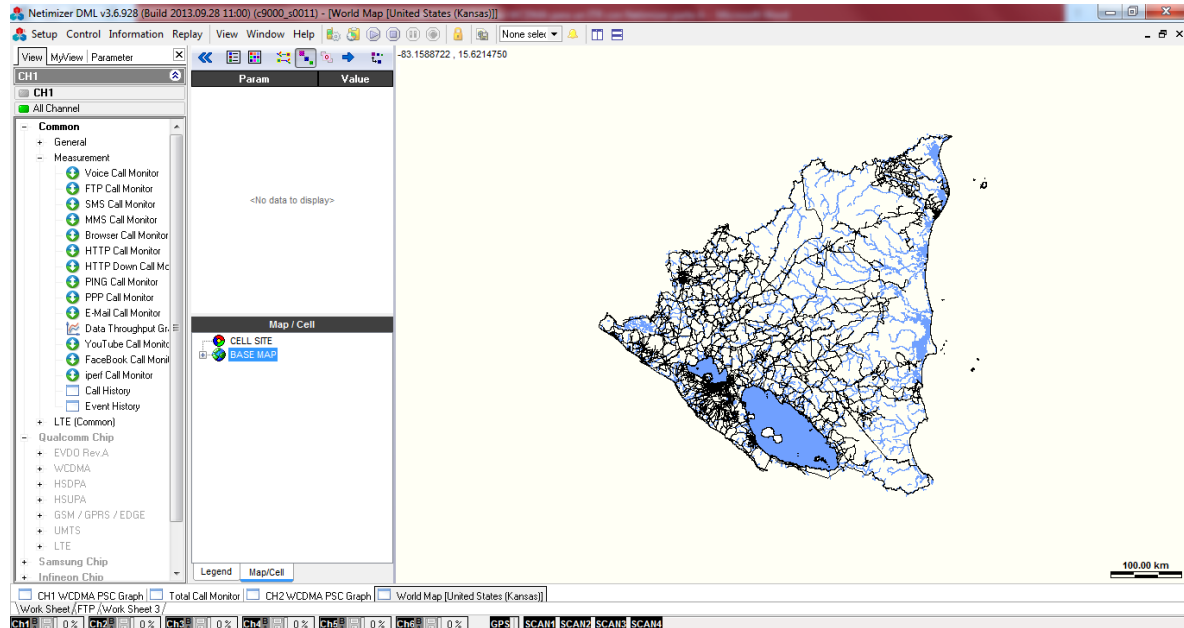 Netimizer DML v3.6.928 (Build 2013.09.28 11:00) (c9000_s0011) - [World Map [United States (Kansas)]]
Setup Control Information Replay View Window Help None selec
View MyView Parameter
CH1
CH1
All Channel
Common
General
Measurement
Voice Call Monitor
FTP Call Monitor
SMS Call Monitor
MMS Call Monitor
Browser Call Monitor
HTTP Call Monitor
HTTP Down Call Mc
PING Call Monitor
PPP Call Monitor
E-Mail Call Monitor
Data Throughput Gr
YouTube Call Monito
FaceBook Call Monit
iperf Call Monitor
Call History
Event History
LTE (Common)
Qualcomm Chip
EVDO Rev.A
WCDMA
HSDPA
HSUPA
GSM / GPRS / EDGE
UMTS
LTE
Samsung Chip
Infineon Chip
Param Value
<No data to display>
Map / Cell
CELL SITE
BASE MAP
Legend Map/Cell
-83.1588722 , 15.6214750
100.00 km
CH1 WCDMA PSC Graph Total Call Monitor CH2 WCDMA PSC Graph World Map [United States (Kansas)]
Work Sheet FTP Work Sheet 3
Ch1 0 % Ch2 0 % Ch3 0 % Ch4 0 % Ch5 0 % Ch6 0 % GPS SCAN1 SCAN2 SCAN3 SCAN4